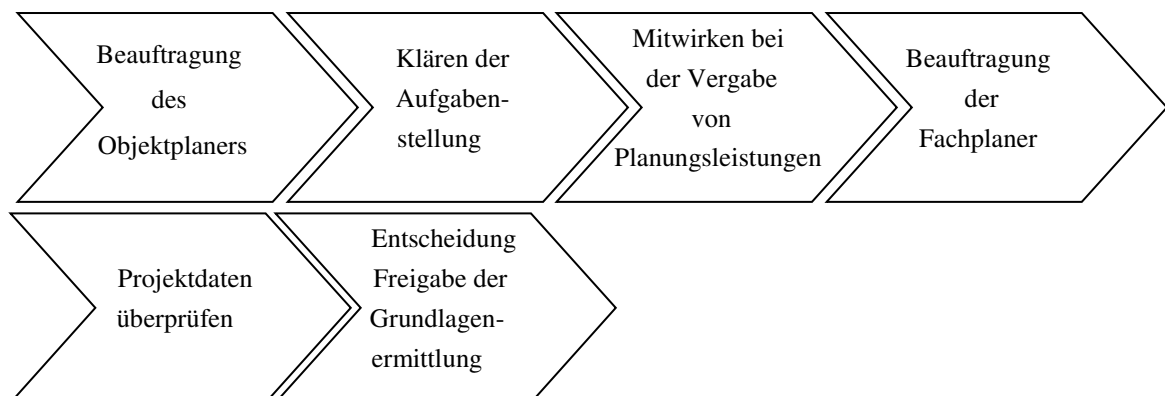 Beauftragung
des
Objektplaners
Klären der
Aufgaben-
stellung
Mitwirken bei
der Vergabe
von
Planungsleistungen
Beauftragung
der
Fachplaner
Projektdaten
überprüfen
Entscheidung
Freigabe der
Grundlagen-
ermittlung